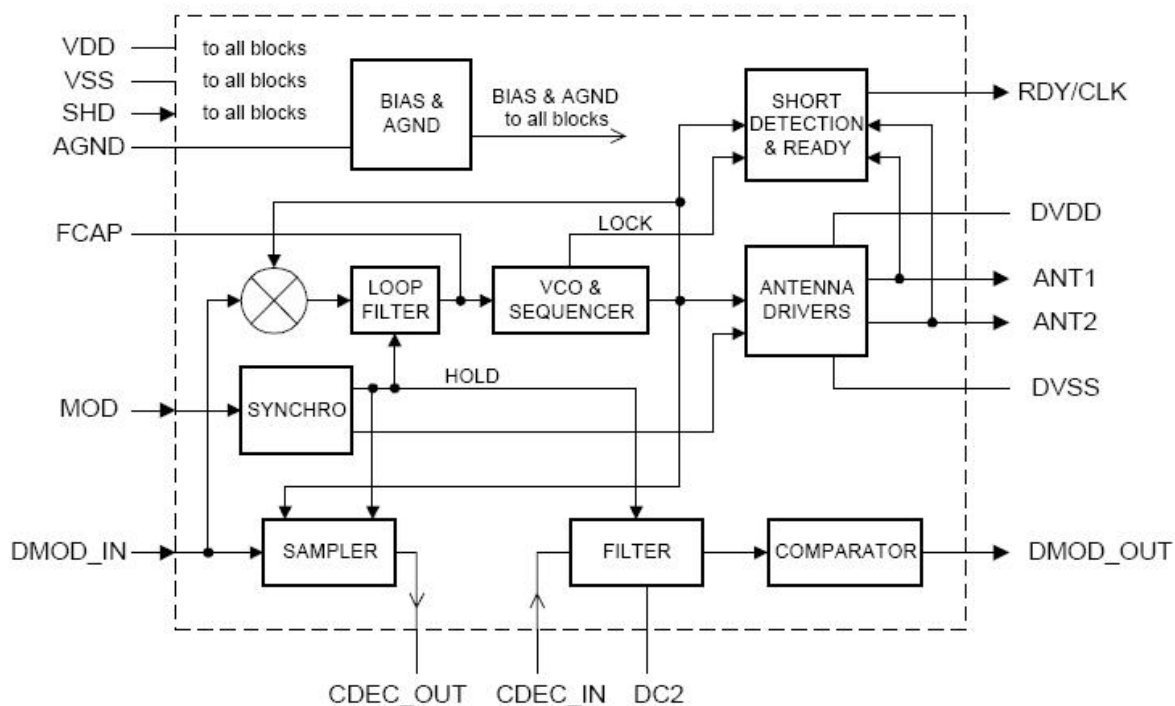 VDD
to all blocks
VSS
to all blocks
SHD
to all blocks
AGND
BIAS &
AGND
BIAS & AGND
to all blocks
SHORT
DETECTION
& READY
RDY/CLK
FCAP
LOCK
DVDD
LOOP
FILTER
VCO &
SEQUENCER
ANTENNA
DRIVERS
ANT1
ANT2
HOLD
DVSS
MOD
SYNCHRO
DMOD_IN
SAMPLER
FILTER
COMPARATOR
DMOD_OUT
CDEC_OUT
CDEC_IN
DC2